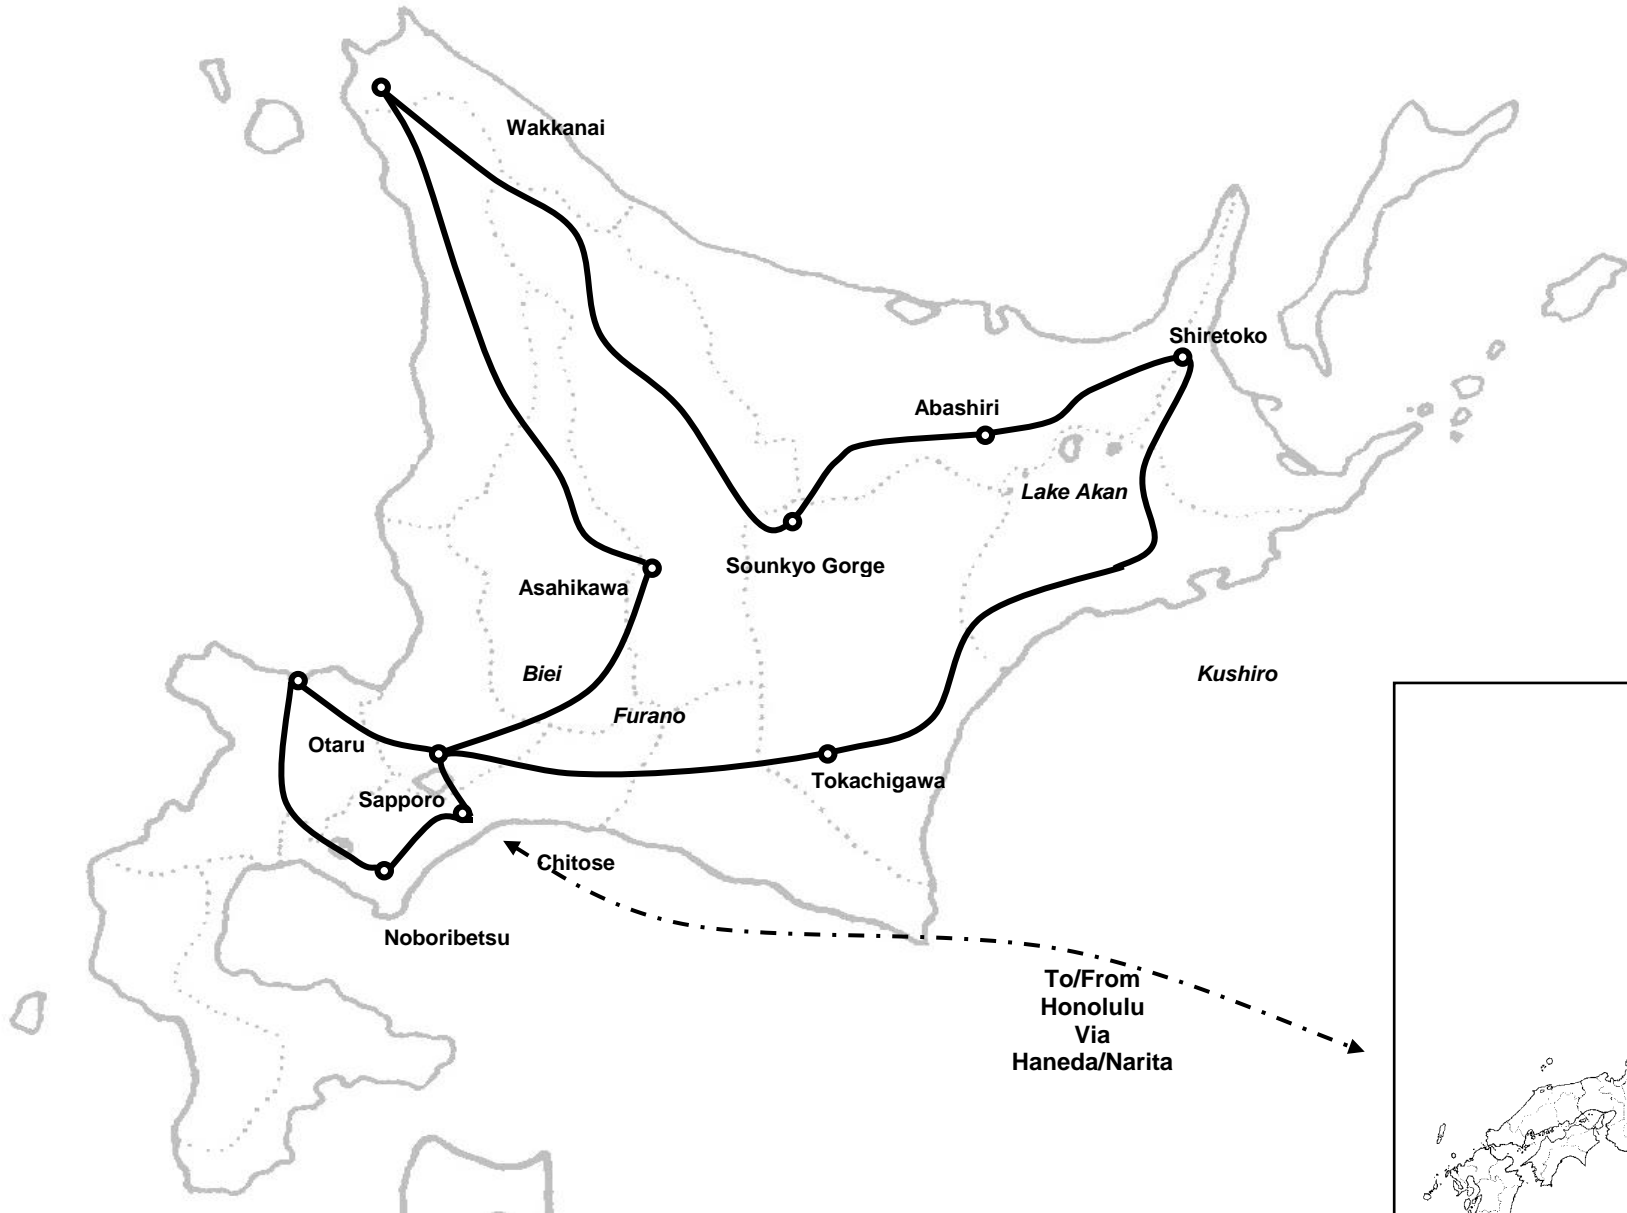 Wakkanai
Shiretoko
Abashiri
Lake Akan
Sounkyo Gorge
Asahikawa
Biei
Kushiro
Furano
Otaru
Tokachigawa
Sapporo
Chitose
Noboribetsu
To/From
Honolulu
Via
Haneda/Narita